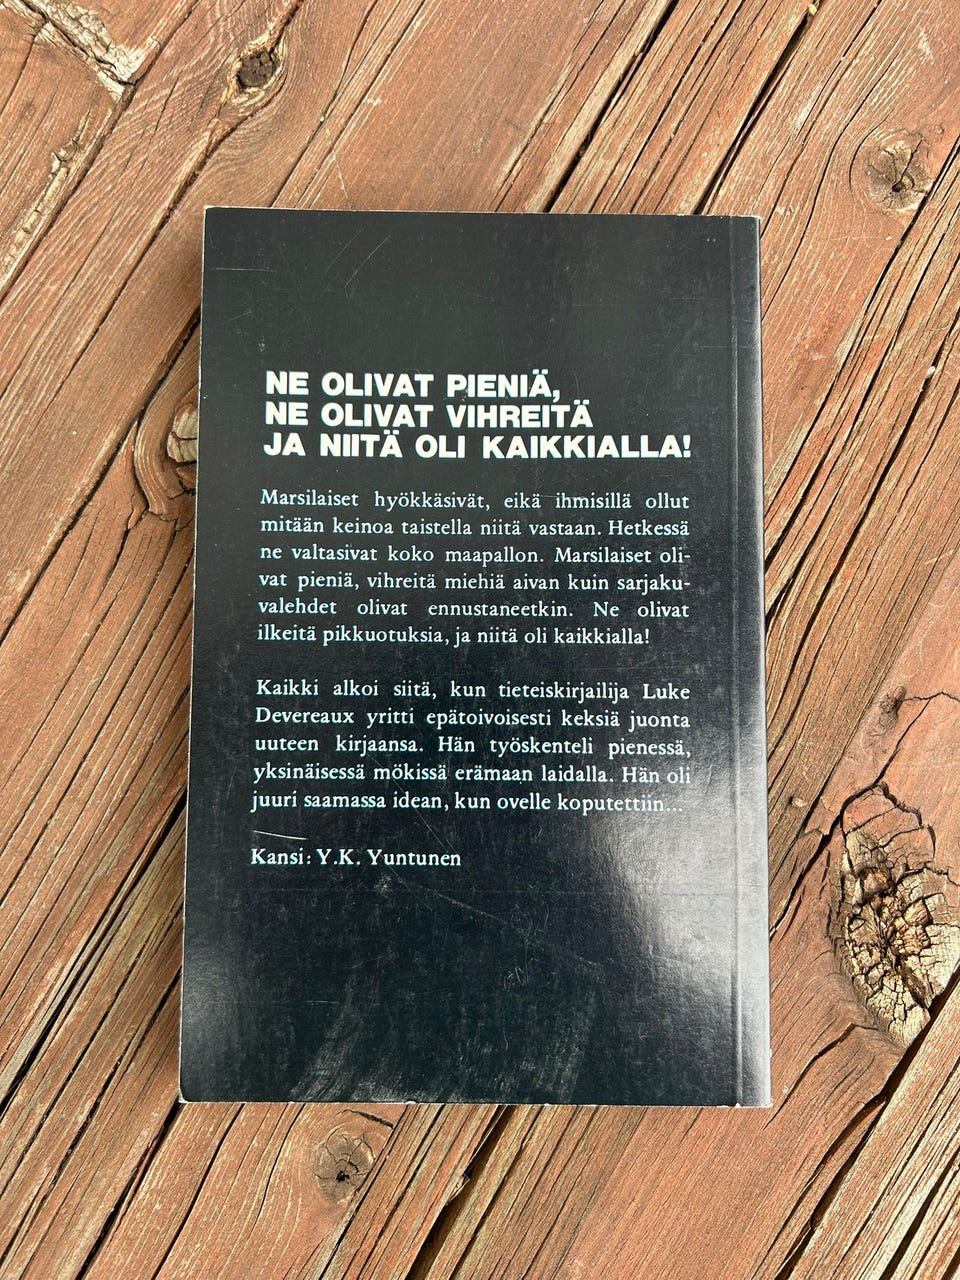 NE OLIVAT PIENIÄ,
NE OLIVAT VIHREITÄ
JA NIITÄ OLI KAIKKIALLA!
Marsilaiset hyökkäsivät, eikä ihmisillä ollut
mitään keinoa taistella niitä vastaan. Hetkessä
ne valtasivat koko maapallon. Marsilaiset oli-
vat pieniä, vihreitä miehiä aivan kuin sarjaku-
valehdet olivat ennustaneetkin. Ne olivat
ilkeitä pikkuotuksia, ja niitä oli kaikkialla!
Kaikki alkoi siitä, kun tieteiskirjailija Luke
Devereaux yritti epätoivoisesti keksiä juonta
uuteen kirjaansa. Hän työskenteli pienessä,
yksinäisessä mökissä erämaan laidalla. Hän oli
juuri saamassa idean, kun ovelle koputettiin...
Kansi: Y.K. Yuntunen